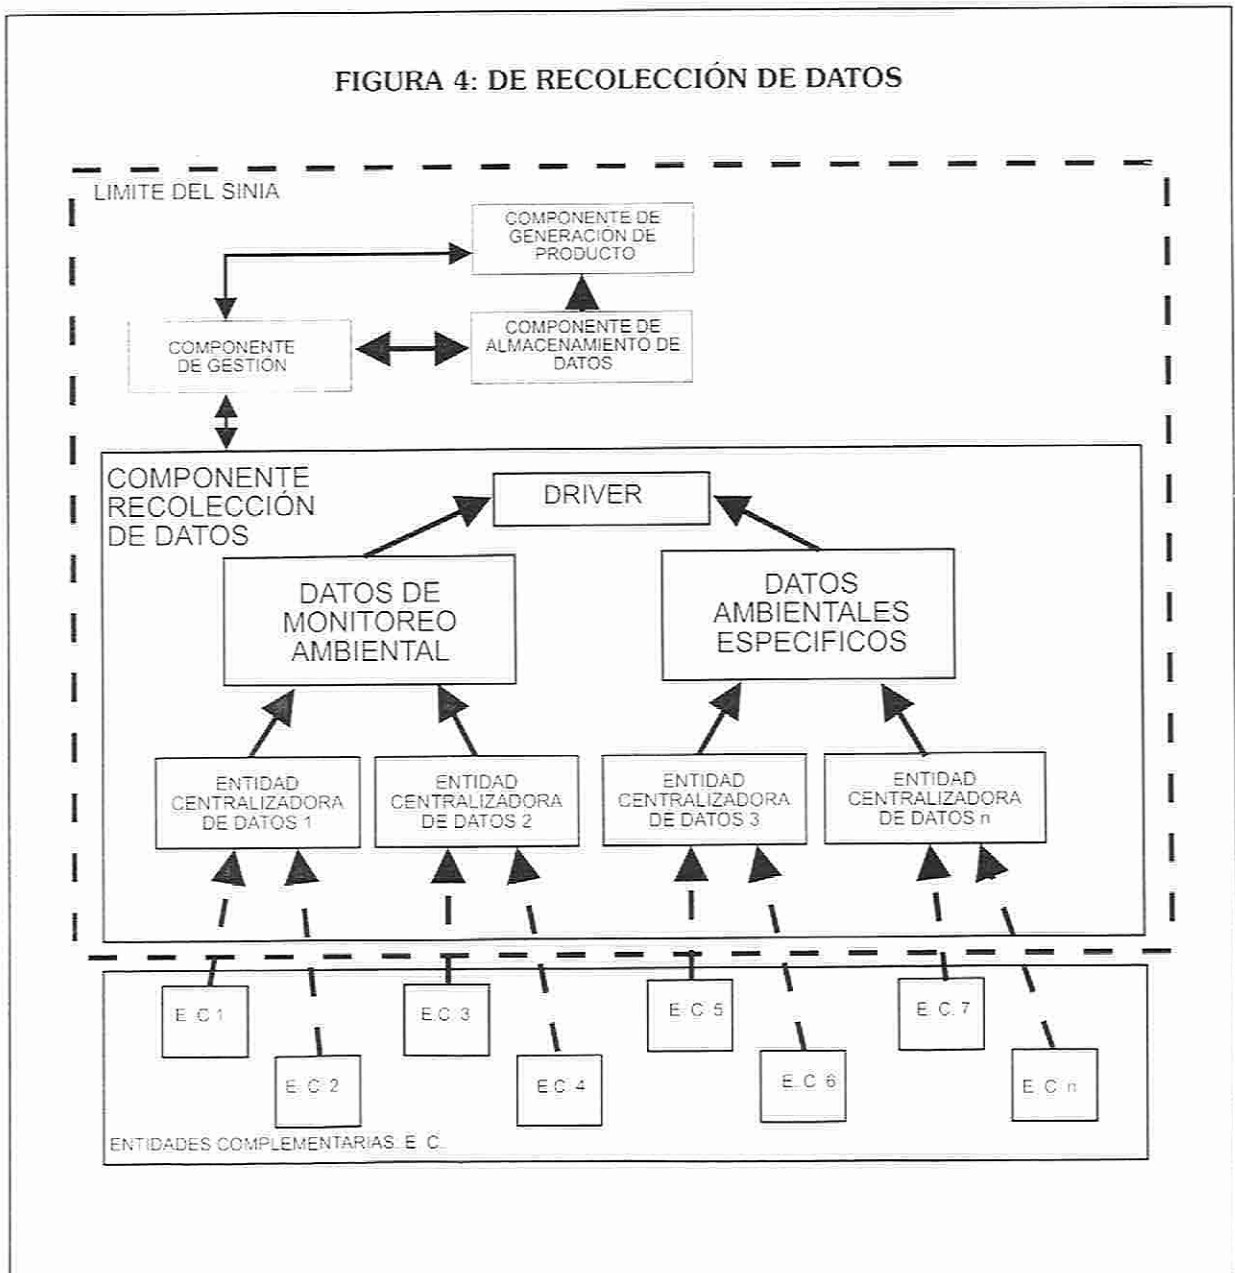 FIGURA 4: DE RECOLECCIÓN DE DATOS
LIMITE DEL SINIA
COMPONENTE DE
GENERACIÓN DE
PRODUCTO
COMPONENTE
DE GESTIÓN
COMPONENTE DE
ALMACENAMIENTO DE
DATOS
COMPONENTE
RECOLECCIÓN
DE DATOS
DRIVER
DATOS DE
MONITOREO
AMBIENTAL
DATOS
AMBIENTALES
ESPECIFICOS
ENTIDAD
CENTRALIZADORA
DE DATOS 1
ENTIDAD
CENTRALIZADORA
DE DATOS 2
ENTIDAD
CENTRALIZADORA
DE DATOS 3
ENTIDAD
CENTRALIZADORA
DE DATOS n
E C 1
E. C 2
E.C. 3
E C. 4
E C 5
E C 6
E. C. 7
E C n
ENTIDADES COMPLEMENTARIAS. E. C.